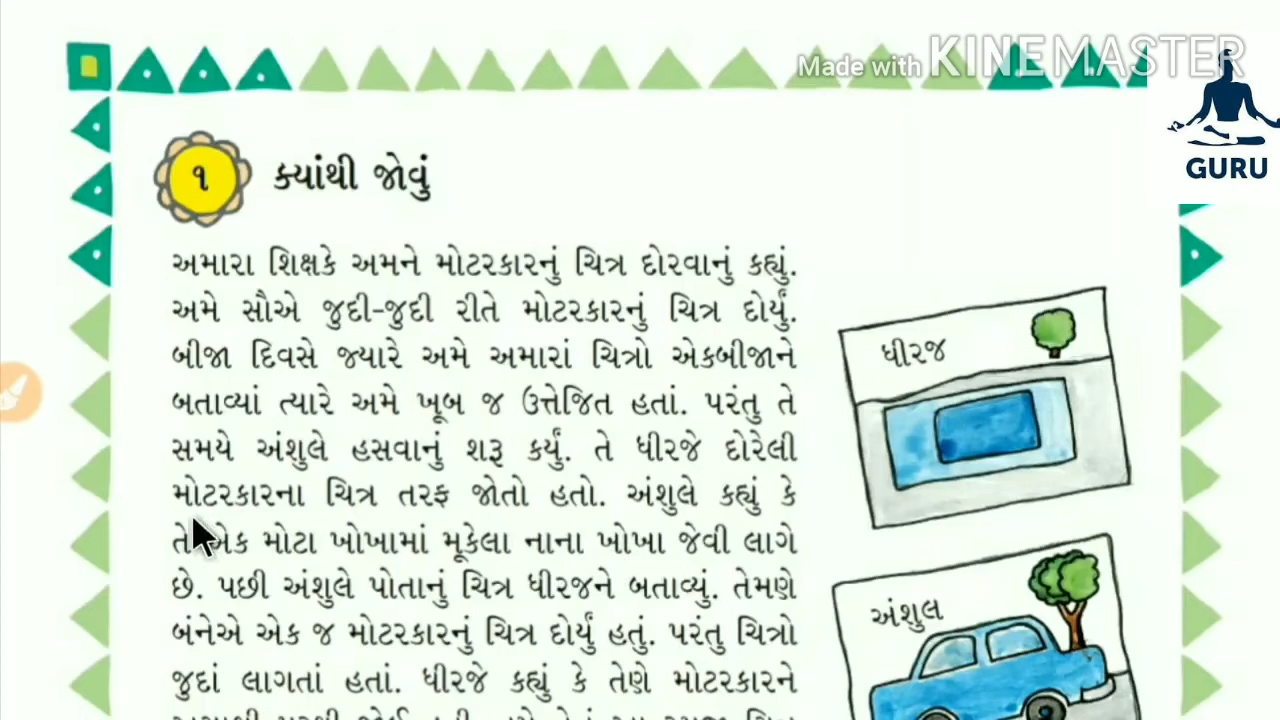 Made with KINEMASTER
GURU
૧ ક્યાંથી જોવું
અમારા શિક્ષકે અમને મોટરકારનું ચિત્ર દોરવાનું કહ્યું.
અમે સૌએ જુદી-જુદી રીતે મોટરકારનું ચિત્ર દોર્યું.
બીજા દિવસે જ્યારે અમે અમારાં ચિત્રો એકબીજાને
બતાવ્યાં ત્યારે અમે ખૂબ જ ઉત્તેજિત હતાં. પરંતુ તે
સમયે અંશુલે હસવાનું શરૂ કર્યું. તે ધીરજે દોરેલી
મોટરકારના ચિત્ર તરફ જોતો હતો. અંશુલે કહ્યું કે
તે એક મોટા ખોખામાં મૂકેલા નાના ખોખા જેવી લાગે
છે. પછી અંશુલે પોતાનું ચિત્ર ધીરજને બતાવ્યું. તેમણે
બંનેએ એક જ મોટરકારનું ચિત્ર દોર્યું હતું. પરંતુ ચિત્રો
જુદાં લાગતાં હતાં. ધીરજે કહ્યું કે તેણે મોટરકારને
ધીરજ
અંશુલ